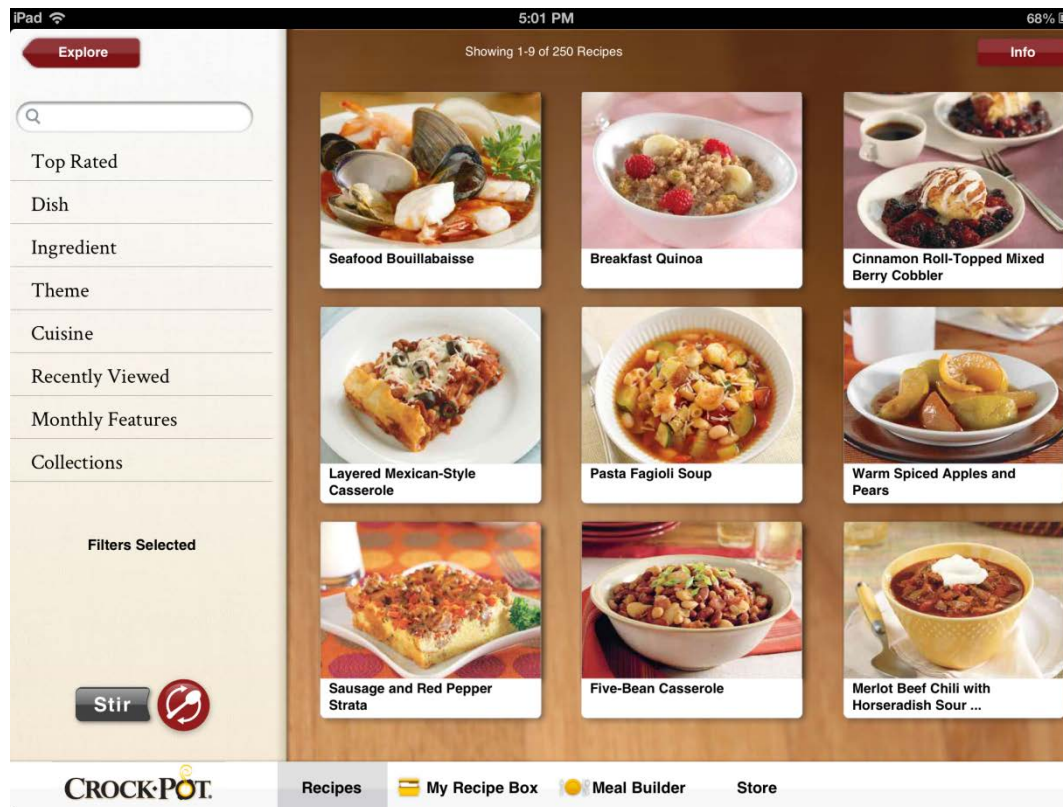 iPad
5:01 PM
68%
Explore
Showing 1-9 of 250 Recipes
Info
Top Rated
Dish
Ingredient
Theme
Cuisine
Recently Viewed
Monthly Features
Collections
Filters Selected
Stir
Seafood Bouillabaisse
Breakfast Quinoa
Cinnamon Roll-Topped Mixed
Berry Cobbler
Layered Mexican-Style
Casserole
Pasta Fagioli Soup
Warm Spiced Apples and
Pears
Sausage and Red Pepper
Strata
Five-Bean Casserole
Merlot Beef Chili with
Horseradish Sour ...
CROCK·POT.
Recipes
My Recipe Box
Meal Builder
Store